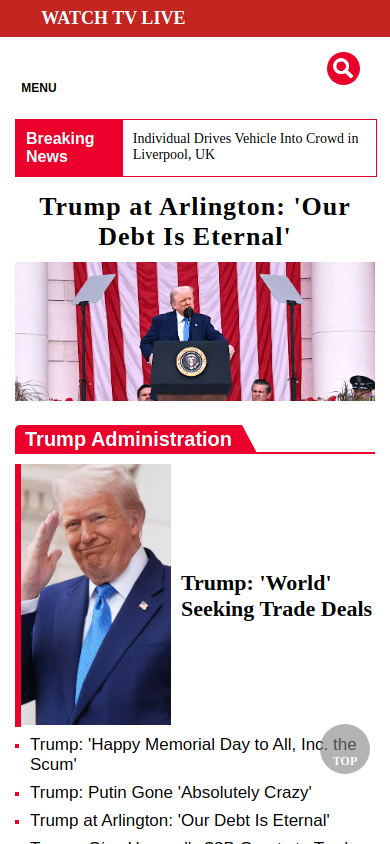 WATCH TV LIVE
MENU
Breaking
News
Individual Drives Vehicle Into Crowd in
Liverpool, UK
Trump at Arlington: 'Our
Debt Is Eternal'
Trump Administration
Trump: 'World'
Seeking Trade Deals
Trump: 'Happy Memorial Day to All, Inc. the
Scum'
TOP
Trump: Putin Gone 'Absolutely Crazy'
Trump at Arlington: 'Our Debt Is Eternal'